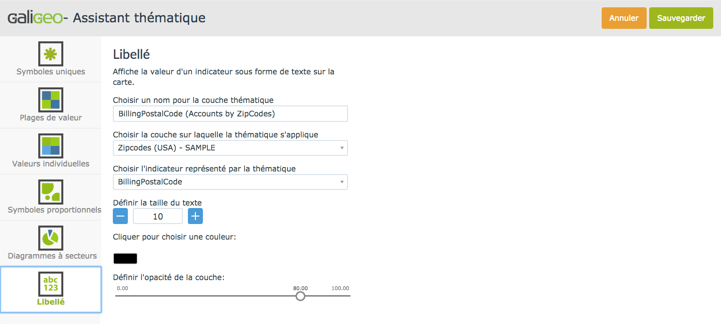 galigeo - Assistant thématique
Annuler
Sauvegarder
Symboles uniques
Plages de valeur
Valeurs individuelles
Symboles proportionnels
Diagrammes à secteurs
abc
123
Libellé
Libellé
Affiche la valeur d'un indicateur sous forme de texte sur la
carte.
Choisir un nom pour la couche thématique
BillingPostalCode (Accounts by ZipCodes)
Choisir la couche sur laquelle la thématique s'applique
Zipcodes (USA) - SAMPLE
Choisir l'indicateur représenté par la thématique
BillingPostalCode
Définir la taille du texte
10
Cliquer pour choisir une couleur:
Définir l'opacité de la couche:
0.00 80.00 100.00